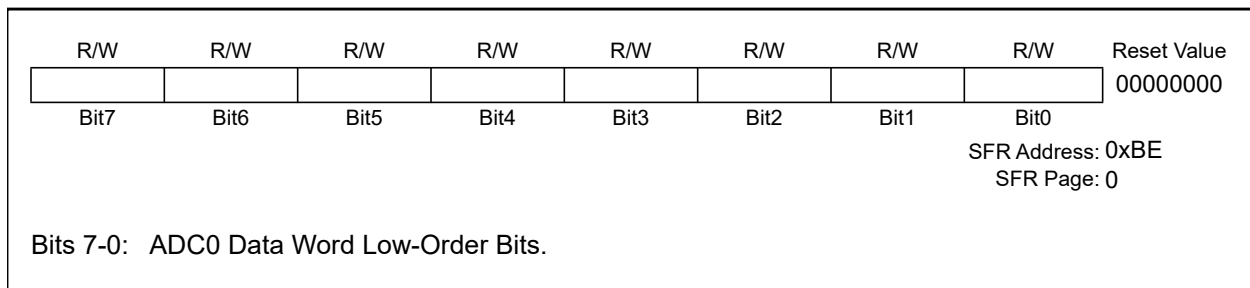 R/W R/W R/W R/W R/W R/W R/W R/W Reset Value
00000000
Bit7 Bit6 Bit5 Bit4 Bit3 Bit2 Bit1 Bit0
SFR Address: 0xBE
SFR Page: 0
Bits 7-0: ADC0 Data Word Low-Order Bits.